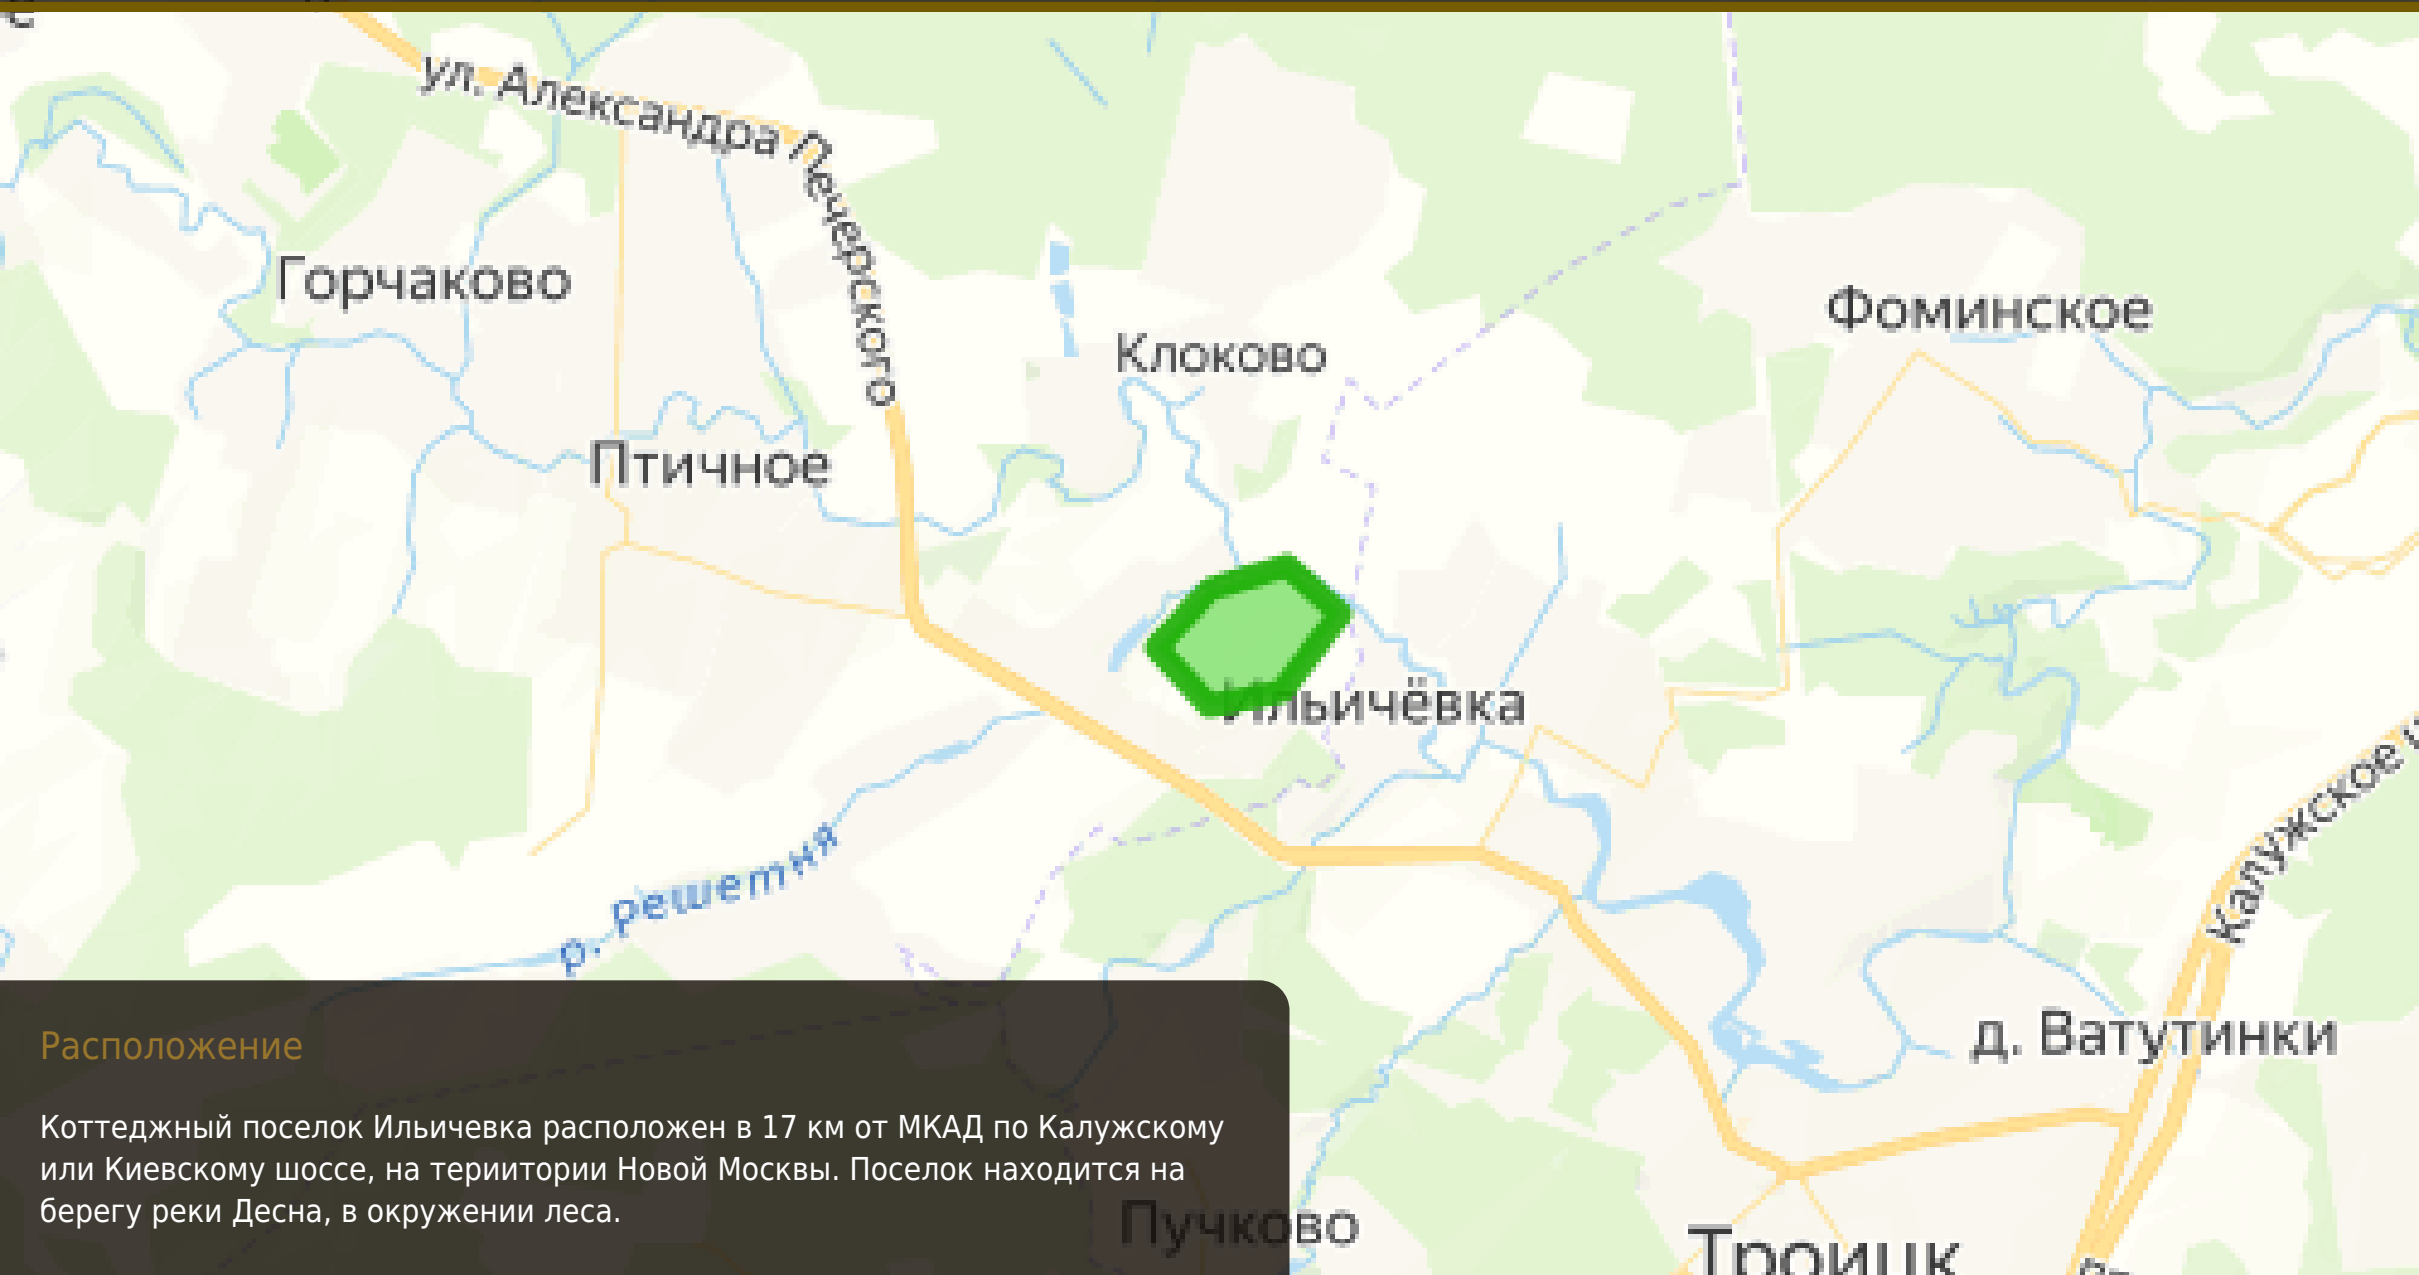 ул. Александра Печерского
Горчаково
Фоминское
Клоково
Птичное
Ильичёвка
Калужское
р. решетня
д. Ватутинки
Расположение
Коттеджный поселок Ильичевка расположен в 17 км от МКАД по Калужскому
или Киевскому шоссе, на териитории Новой Москвы. Поселок находится на
берегу реки Десна, в окружении леса.
Пучково
Троицк